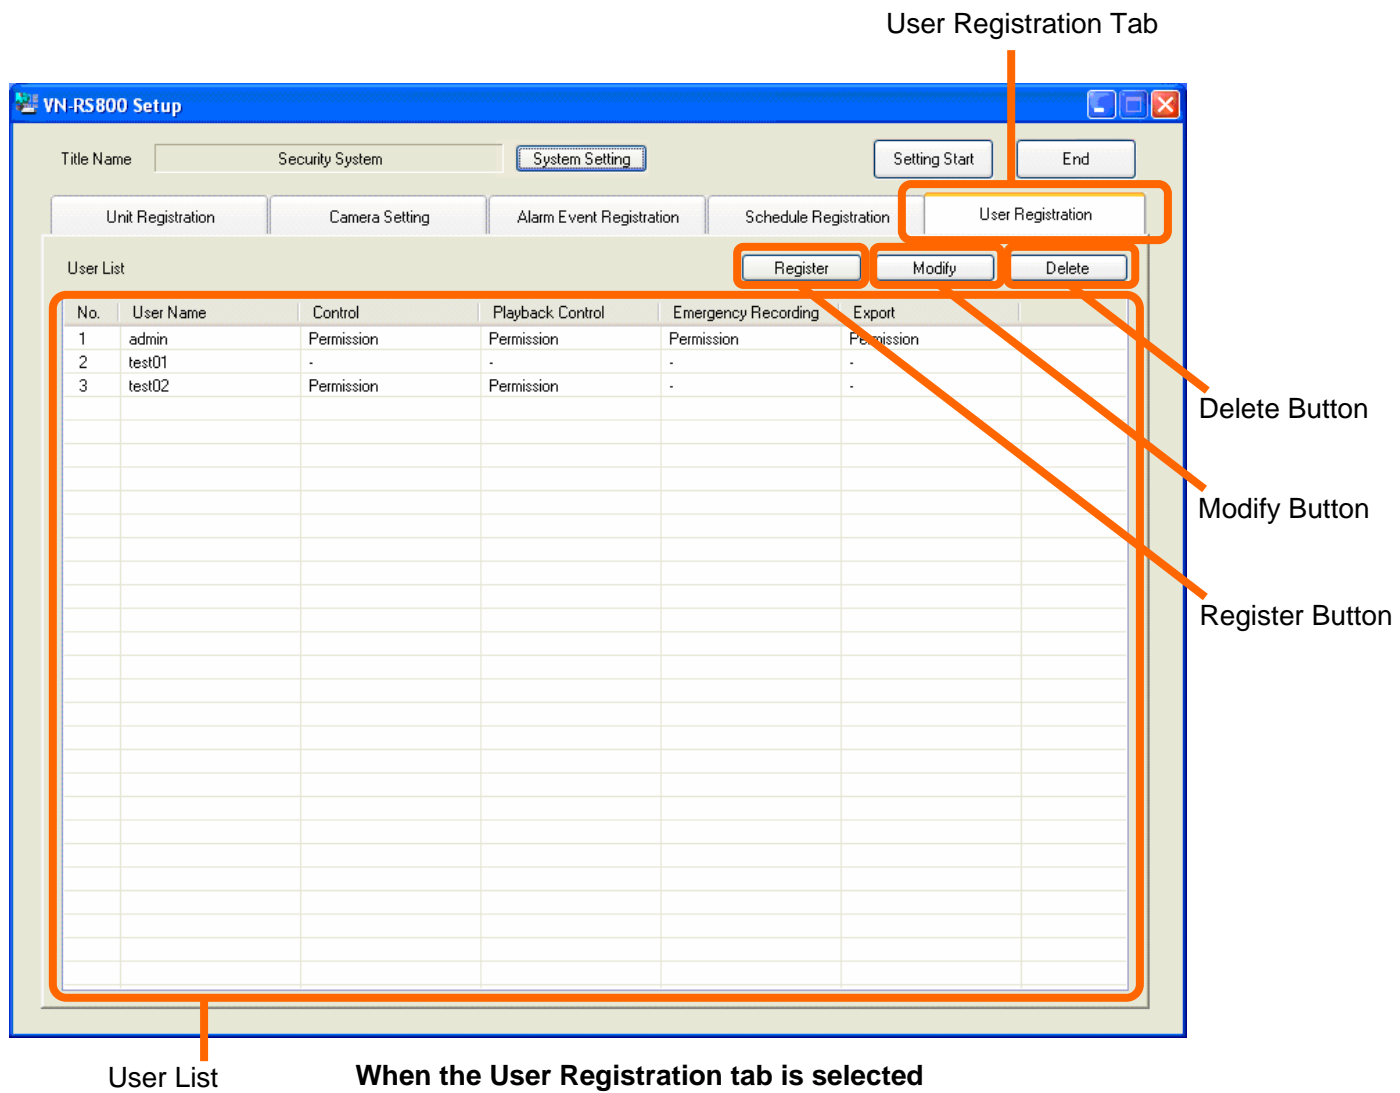 User Registration Tab
VN-RS800 Setup
Title Name Security System System Setting Setting Start End
Unit Registration Camera Setting Alarm Event Registration Schedule Registration User Registration
User List Register Modify Delete
No. User Name Control Playback Control Emergency Recording Export
1 admin Permission Permission Permission Permission
2 test01 - - - -
3 test02 Permission Permission - -
Delete Button
Modify Button
Register Button
User List
When the User Registration tab is selected